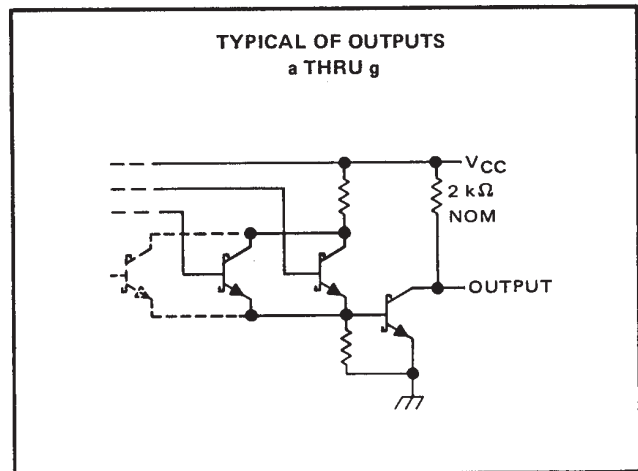 TYPICAL OF OUTPUTS
a THRU g
VCC
2 kΩ
NOM
OUTPUT